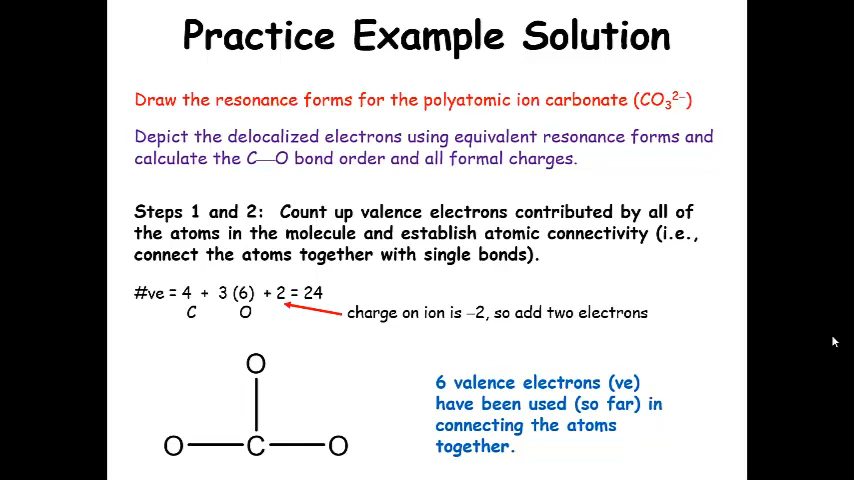 Practice Example Solution
Draw the resonance forms for the polyatomic ion carbonate (CO₃²⁻)
Depict the delocalized electrons using equivalent resonance forms and
calculate the C—O bond order and all formal charges.
Steps 1 and 2: Count up valence electrons contributed by all of
the atoms in the molecule and establish atomic connectivity (i.e.,
connect the atoms together with single bonds).
#ve = 4 + 3 (6) + 2 = 24
C O
charge on ion is –2, so add two electrons
O
O C O
6 valence electrons (ve)
have been used (so far) in
connecting the atoms
together.